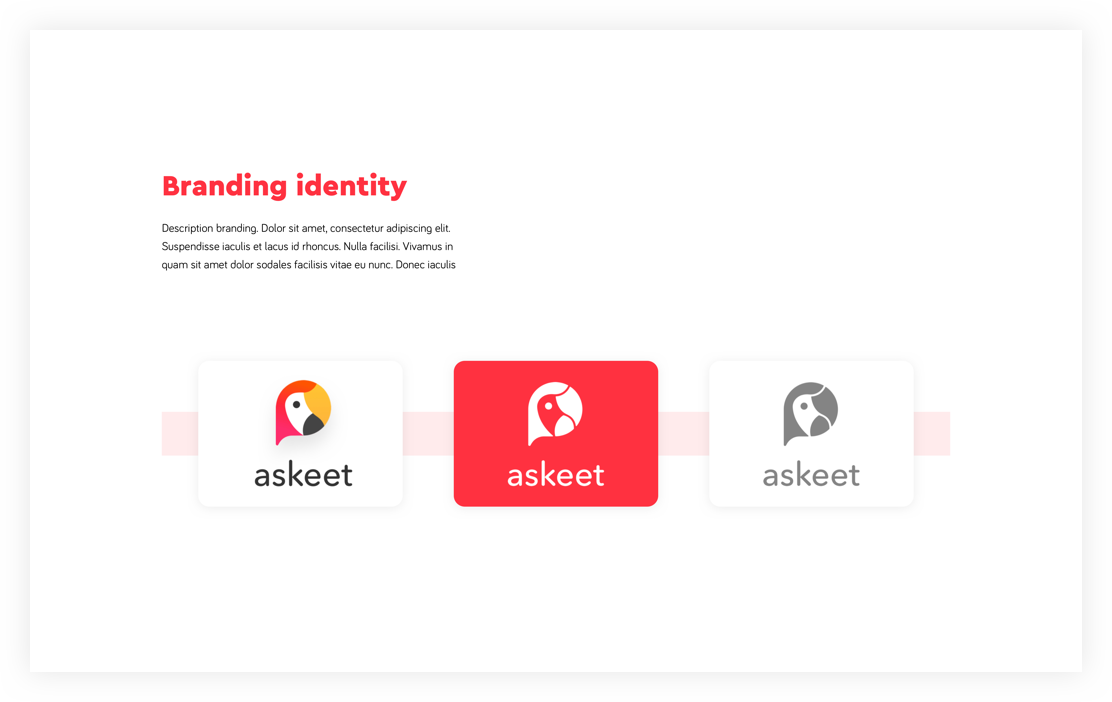 Branding identity
Description branding. Dolor sit amet, consectetur adipiscing elit.
Suspendisse iaculis et lacus id rhoncus. Nulla facilisi. Vivamus in
quam sit amet dolor sodales facilisis vitae eu nunc. Donec iaculis
askeet
askeet
askeet